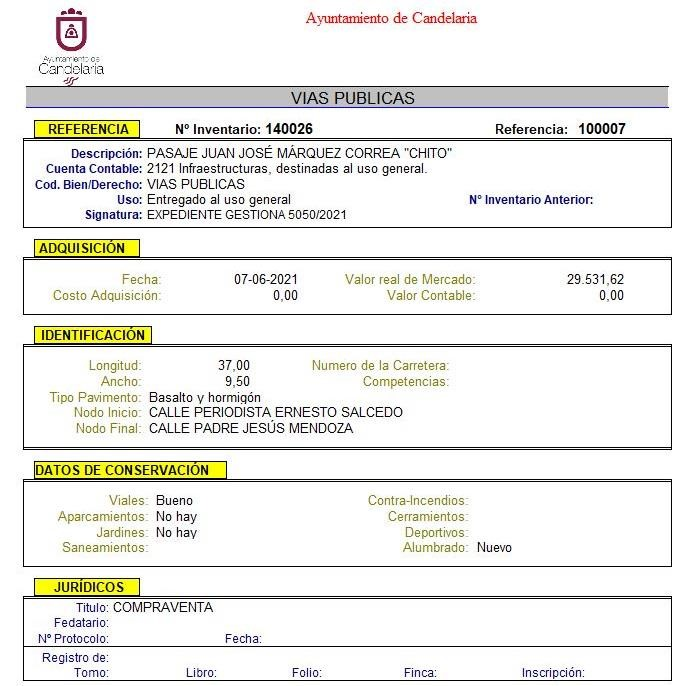 Ayuntamiento de Candelaria
Ayuntamiento de
Candelaria
VIAS PUBLICAS
REFERENCIA Nº Inventario: 140026 Referencia: 100007
Descripción: PASAJE JUAN JOSÉ MÁRQUEZ CORREA "CHITO"
Cuenta Contable: 2121 Infraestructuras, destinadas al uso general.
Cod. Bien/Derecho: VIAS PUBLICAS
Uso: Entregado al uso general Nº Inventario Anterior:
Signatura: EXPEDIENTE GESTIONA 5050/2021
ADQUISICIÓN
Fecha: 07-06-2021 Valor real de Mercado: 29.531,62
Costo Adquisición: 0,00 Valor Contable: 0,00
IDENTIFICACIÓN
Longitud: 37,00 Numero de la Carretera:
Ancho: 9,50 Competencias:
Tipo Pavimento: Basalto y hormigón
Nodo Inicio: CALLE PERIODISTA ERNESTO SALCEDO
Nodo Final: CALLE PADRE JESÚS MENDOZA
DATOS DE CONSERVACIÓN
Viales: Bueno Contra-Incendios:
Aparcamientos: No hay Cerramientos:
Jardines: No hay Deportivos:
Saneamientos: Alumbrado: Nuevo
JURÍDICOS
Titulo: COMPRAVENTA
Fedatario:
Nº Protocolo: Fecha:
Registro de:
Tomo: Libro: Folio: Finca: Inscripción: